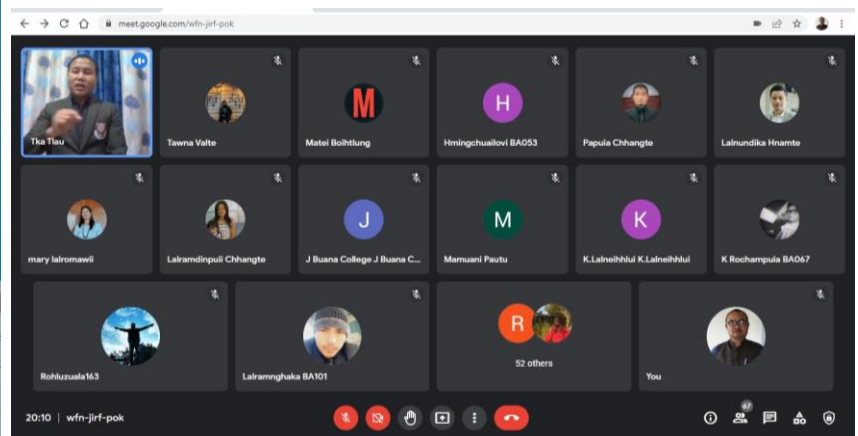 meet.google.com/wfn-jirf-pok
Tka Tlau
Tawna Valte
M
Matei Boihtlung
H
Hmingchuailovi BA053
Papuia Chhangte
Lalnundika Hnamte
mary lalromawii
Lalramdinpuii Chhangte
J
J Buana College J Buana C...
M
Mamuani Pautu
K
K.Lalneihhlui K.Lalneihhlui
K Rochampuia BA067
Rohluzuala163
Lalramnghaka BA101
R
52 others
You
20:10 | wfn-jirf-pok
67